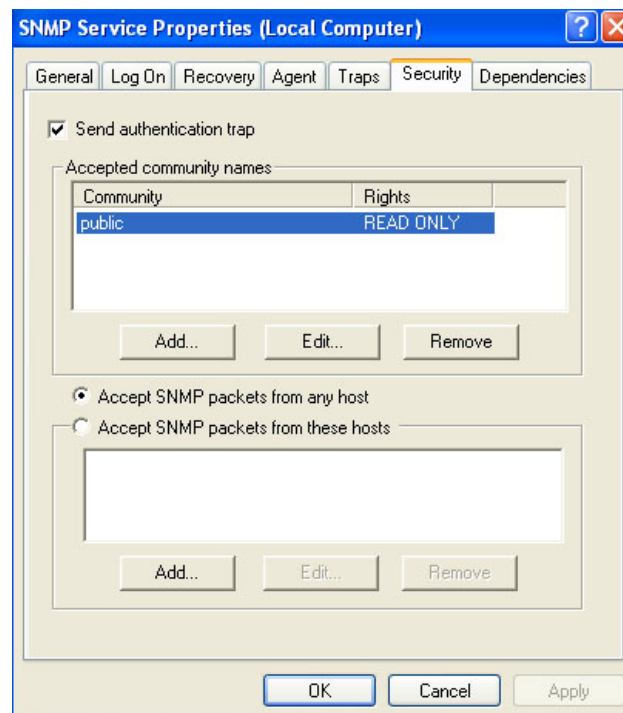 SNMP Service Properties (Local Computer)
General Log On Recovery Agent Traps Security Dependencies
Send authentication trap
Accepted community names
Community Rights
public READ ONLY
Add... Edit... Remove
Accept SNMP packets from any host
Accept SNMP packets from these hosts
Add... Edit... Remove
OK Cancel Apply